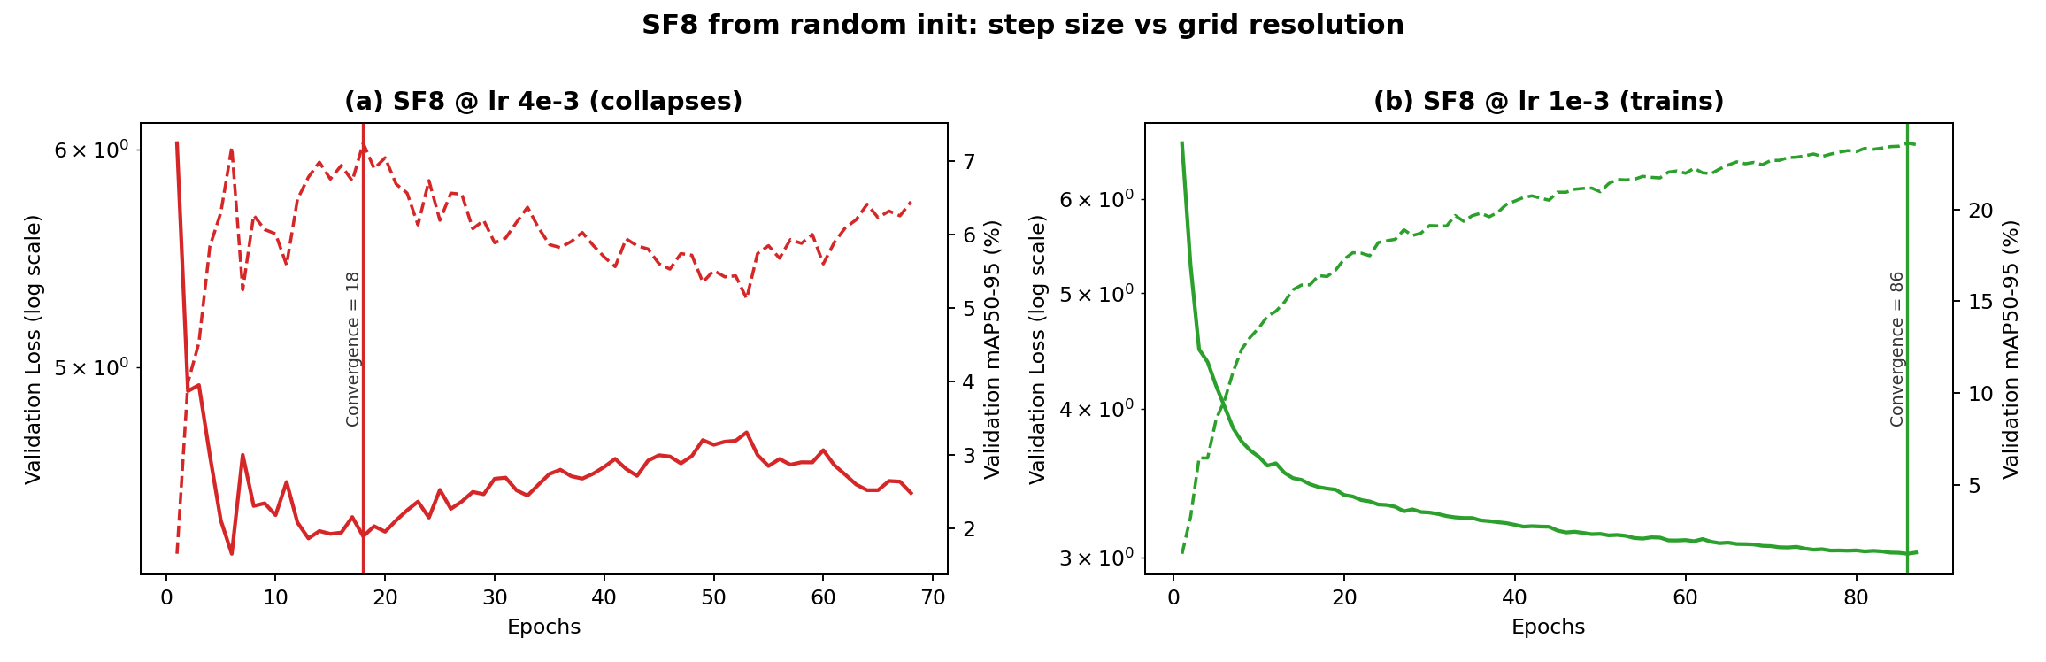 SF8 from random init: step size vs grid resolution
(a) SF8 @ lr 4e-3 (collapses)
Validation Loss (log scale)
6 × 10⁰
5 × 10⁰
Convergence = 18
7
6
5
4
3
2
Validation mAP50-95 (%)
0 10 20 30 40 50 60 70
Epochs
(b) SF8 @ lr 1e-3 (trains)
Validation Loss (log scale)
6 × 10⁰
5 × 10⁰
4 × 10⁰
3 × 10⁰
Convergence = 86
20
15
10
5
Validation mAP50-95 (%)
0 20 40 60 80
Epochs